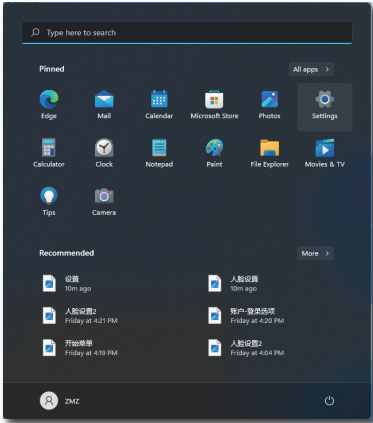 Type here to search
Pinned
All apps >
Edge
Mail
Calendar
Microsoft Store
Photos
Settings
Calculator
Clock
Notepad
Paint
File Explorer
Movies & TV
Tips
Camera
Recommended
More >
设置
10m ago
人脸设置
10m ago
人脸设置2
Friday at 4:21 PM
账户-登录选项
Friday at 4:20 PM
开始菜单
Friday at 4:19 PM
人脸设置2
Friday at 4:04 PM
ZMZ